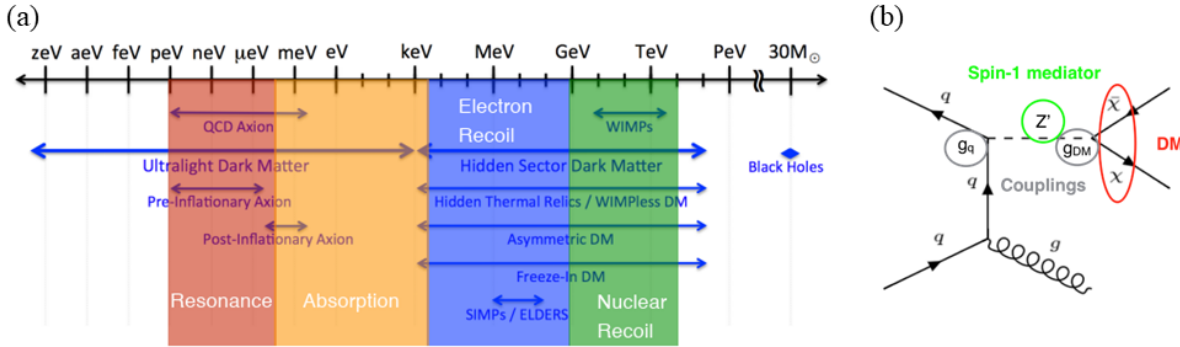 (a)
zeV aeV feV peV neV μeV meV eV keV MeV GeV TeV PeV 30M⊙
QCD Axion
Electron
Recoil
WIMPs
Ultralight Dark Matter
Hidden Sector Dark Matter
Black Holes
Pre-Inflationary Axion
Hidden Thermal Relics / WIMPless DM
Post-Inflationary Axion
Asymmetric DM
Freeze-In DM
Resonance
Absorption
SIMPs / ELDERS
Nuclear
Recoil
(b)
Spin-1 mediator
q
Z'
χ̄
g_q
g_DM
DM
q
Couplings
χ
q
g